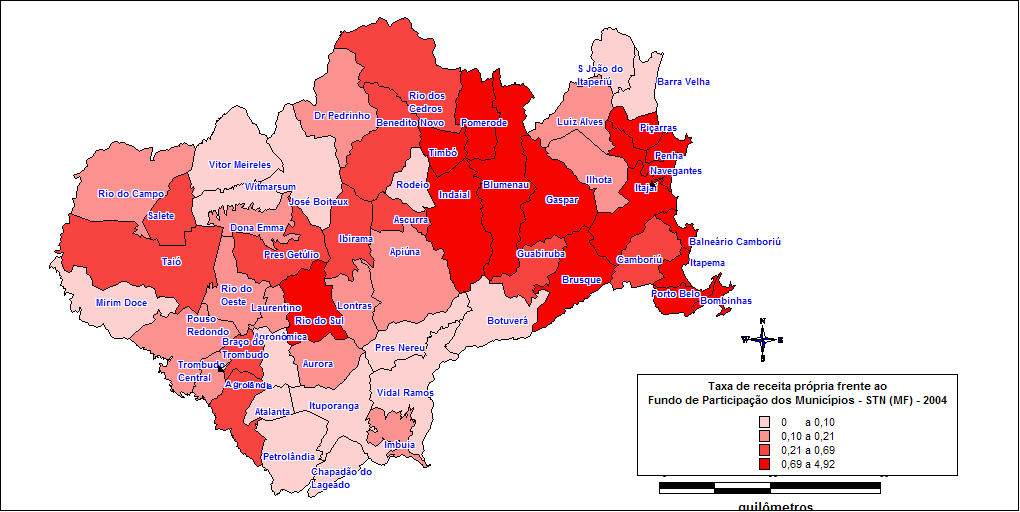 S João do
Itaperiú
Barra Velha
Rio dos
Cedros
Dr Pedrinho
Benedito Novo
Pomerode
Luiz Alves
Piçarras
Timbó
Penha
Vitor Meireles
Navegantes
Witmarsum
Rodeio
Indaial
Blumenau
Ilhota
Itajaí
Rio do Campo
José Boiteux
Gaspar
Salete
Ascurra
Dona Emma
Ibirama
Balneário Camboriú
Pres Getúlio
Apiúna
Guabiruba
Taió
Camboriú
Itapema
Brusque
Rio do
Oeste
Mirim Doce
Laurentino
Lontras
Porto Belo
Bombinhas
Pouso
Redondo
Rio do Sul
Botuverá
N
Agronômica
Braço do
Trombudo
Pres Nereu
W
E
S
Trombudo
Central
Aurora
Agrolândia
Vidal Ramos
Atalanta
Ituporanga
Imbuia
Petrolândia
Chapadão do
Lageado
Taxa de receita própria frente ao
Fundo de Participação dos Municípios - STN (MF) - 2004
0 a 0,10
0,10 a 0,21
0,21 a 0,69
0,69 a 4,92
quilômetros